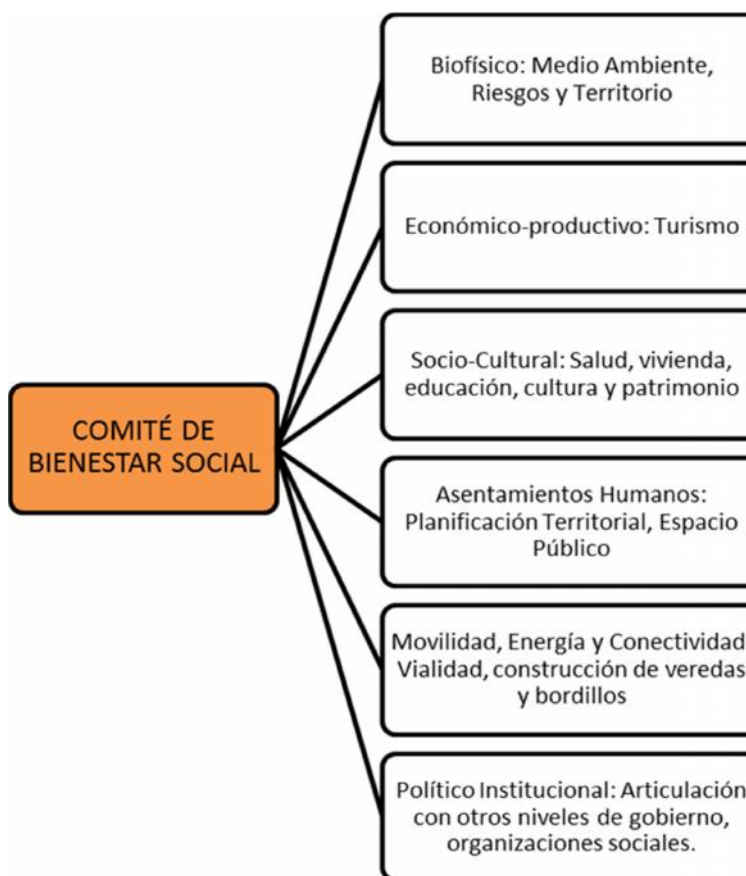 Biofísico: Medio Ambiente,
Riesgos y Territorio
Económico-productivo: Turismo
Socio-Cultural: Salud, vivienda,
educación, cultura y patrimonio
COMITÉ DE
BIENESTAR SOCIAL
Asentamientos Humanos:
Planificación Territorial, Espacio
Público
Movilidad, Energía y Conectividad
Vialidad, construcción de veredas
y bordillos
Político Institucional: Articulación
con otros niveles de gobierno,
organizaciones sociales.